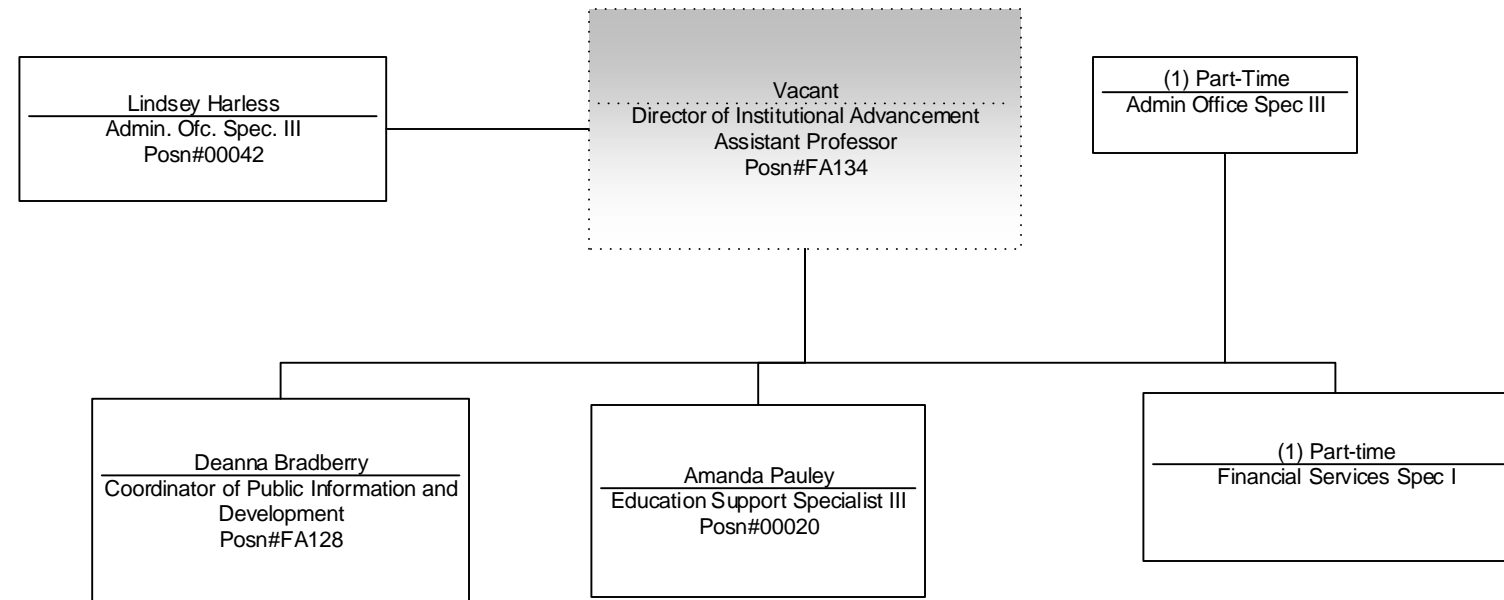 Lindsey Harless
Admin. Ofc. Spec. III
Posn#00042
Vacant
Director of Institutional Advancement
Assistant Professor
Posn#FA134
(1) Part-Time
Admin Office Spec III
Deanna Bradberry
Coordinator of Public Information and
Development
Posn#FA128
Amanda Pauley
Education Support Specialist III
Posn#00020
(1) Part-time
Financial Services Spec I